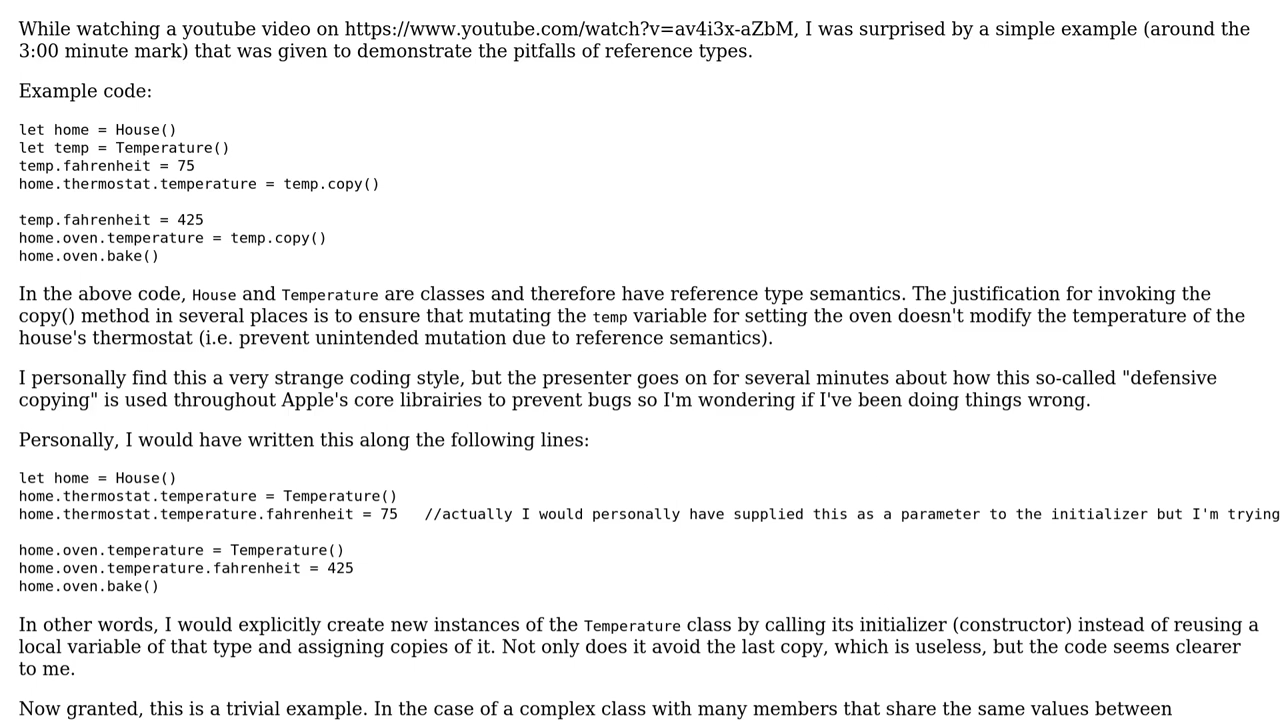 While watching a youtube video on https://www.youtube.com/watch?v=av4i3x-aZbM, I was surprised by a simple example (around the
3:00 minute mark) that was given to demonstrate the pitfalls of reference types.
Example code:
let home = House()
let temp = Temperature()
temp.fahrenheit = 75
home.thermostat.temperature = temp.copy()
temp.fahrenheit = 425
home.oven.temperature = temp.copy()
home.oven.bake()
In the above code, House and Temperature are classes and therefore have reference type semantics. The justification for invoking the
copy() method in several places is to ensure that mutating the temp variable for setting the oven doesn't modify the temperature of the
house's thermostat (i.e. prevent unintended mutation due to reference semantics).
I personally find this a very strange coding style, but the presenter goes on for several minutes about how this so-called "defensive
copying" is used throughout Apple's core librairies to prevent bugs so I'm wondering if I've been doing things wrong.
Personally, I would have written this along the following lines:
let home = House()
home.thermostat.temperature = Temperature()
home.thermostat.temperature.fahrenheit = 75   //actually I would personally have supplied this as a parameter to the initializer but I'm trying
home.oven.temperature = Temperature()
home.oven.temperature.fahrenheit = 425
home.oven.bake()
In other words, I would explicitly create new instances of the Temperature class by calling its initializer (constructor) instead of reusing a
local variable of that type and assigning copies of it. Not only does it avoid the last copy, which is useless, but the code seems clearer
to me.
Now granted, this is a trivial example. In the case of a complex class with many members that share the same values between